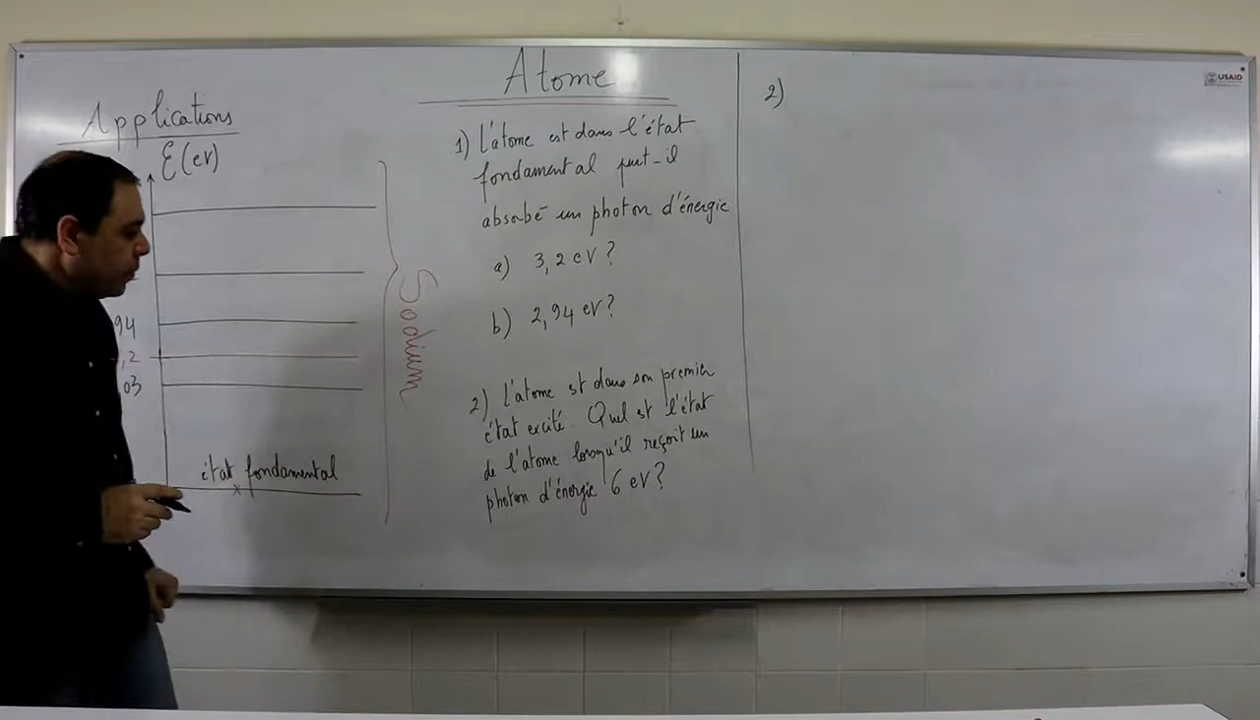 Atome
Applications
E(ev)
94
,2
03
état fondamental
Sodium
1) L'atome est dans l'état
fondamental peut-il
absorbé un photon d'énergie
a) 3,2 eV?
b) 2,94 eV?
2) L'atome est dans son premier
état excité. Quel est l'état
de l'atome lorsqu'il reçoit un
photon d'énergie 6 eV?
2)
USAID